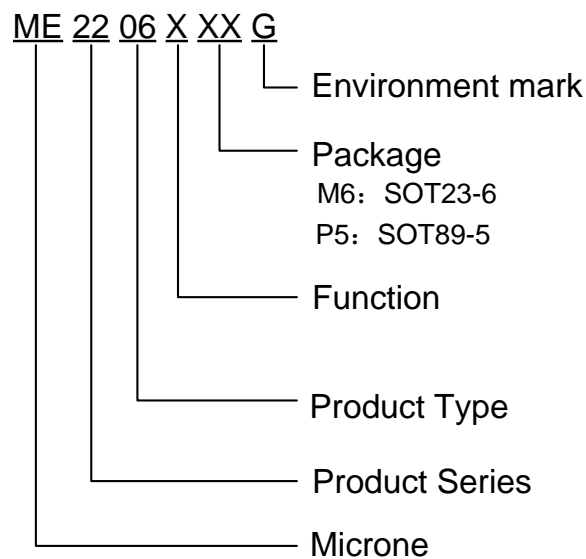 ME 22 06 X XX G
Environment mark
Package
M6：SOT23-6
P5：SOT89-5
Function
Product Type
Product Series
Microne